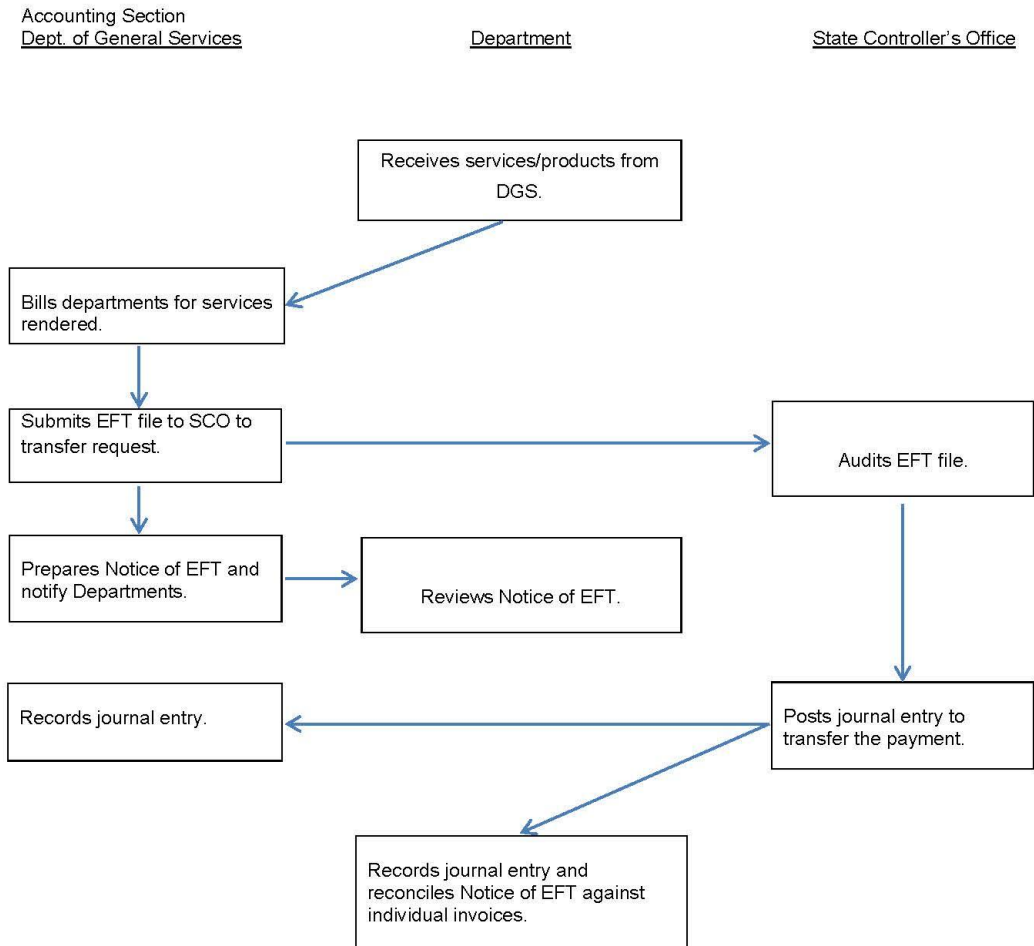 Accounting Section
Dept. of General Services
Department
State Controller's Office
Receives services/products from
DGS.
Bills departments for services
rendered.
Submits EFT file to SCO to
transfer request.
Audits EFT file.
Prepares Notice of EFT and
notify Departments.
Reviews Notice of EFT.
Records journal entry.
Posts journal entry to
transfer the payment.
Records journal entry and
reconciles Notice of EFT against
individual invoices.